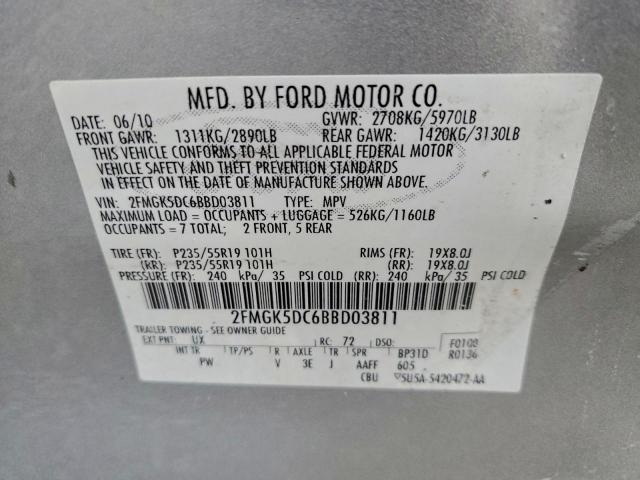 MFD. BY FORD MOTOR CO.
DATE: 06/10 GVWR: 2708KG/5970LB
FRONT GAWR: 1311KG/2890LB REAR GAWR: 1420KG/3130LB
THIS VEHICLE CONFORMS TO ALL APPLICABLE FEDERAL MOTOR
VEHICLE SAFETY AND THEFT PREVENTION STANDARDS
IN EFFECT ON THE DATE OF MANUFACTURE SHOWN ABOVE.
VIN: 2FMGK5DC6BBD03811 TYPE: MPV
MAXIMUM LOAD = OCCUPANTS + LUGGAGE = 526KG/1160LB
OCCUPANTS = 7 TOTAL; 2 FRONT, 5 REAR
TIRE (FR): P235/55R19 101H RIMS (FR): 19X8.0J
(RR): P235/55R19 101H (RR): 19X8.0J
PRESSURE (FR): 240 kPa/ 35 PSI COLD (RR): 240 kPa/ 35 PSI COLD
2FMGK5DC6BBD03811
TRAILER TOWING - SEE OWNER GUIDE
EXT PNT: UX RC: 72 DSO: F0100
INT TR TP/PS R AXLE TR SPR BP31D R0136
PW V 3E J AAFF 605
CBU 5U5A-5420472-AA